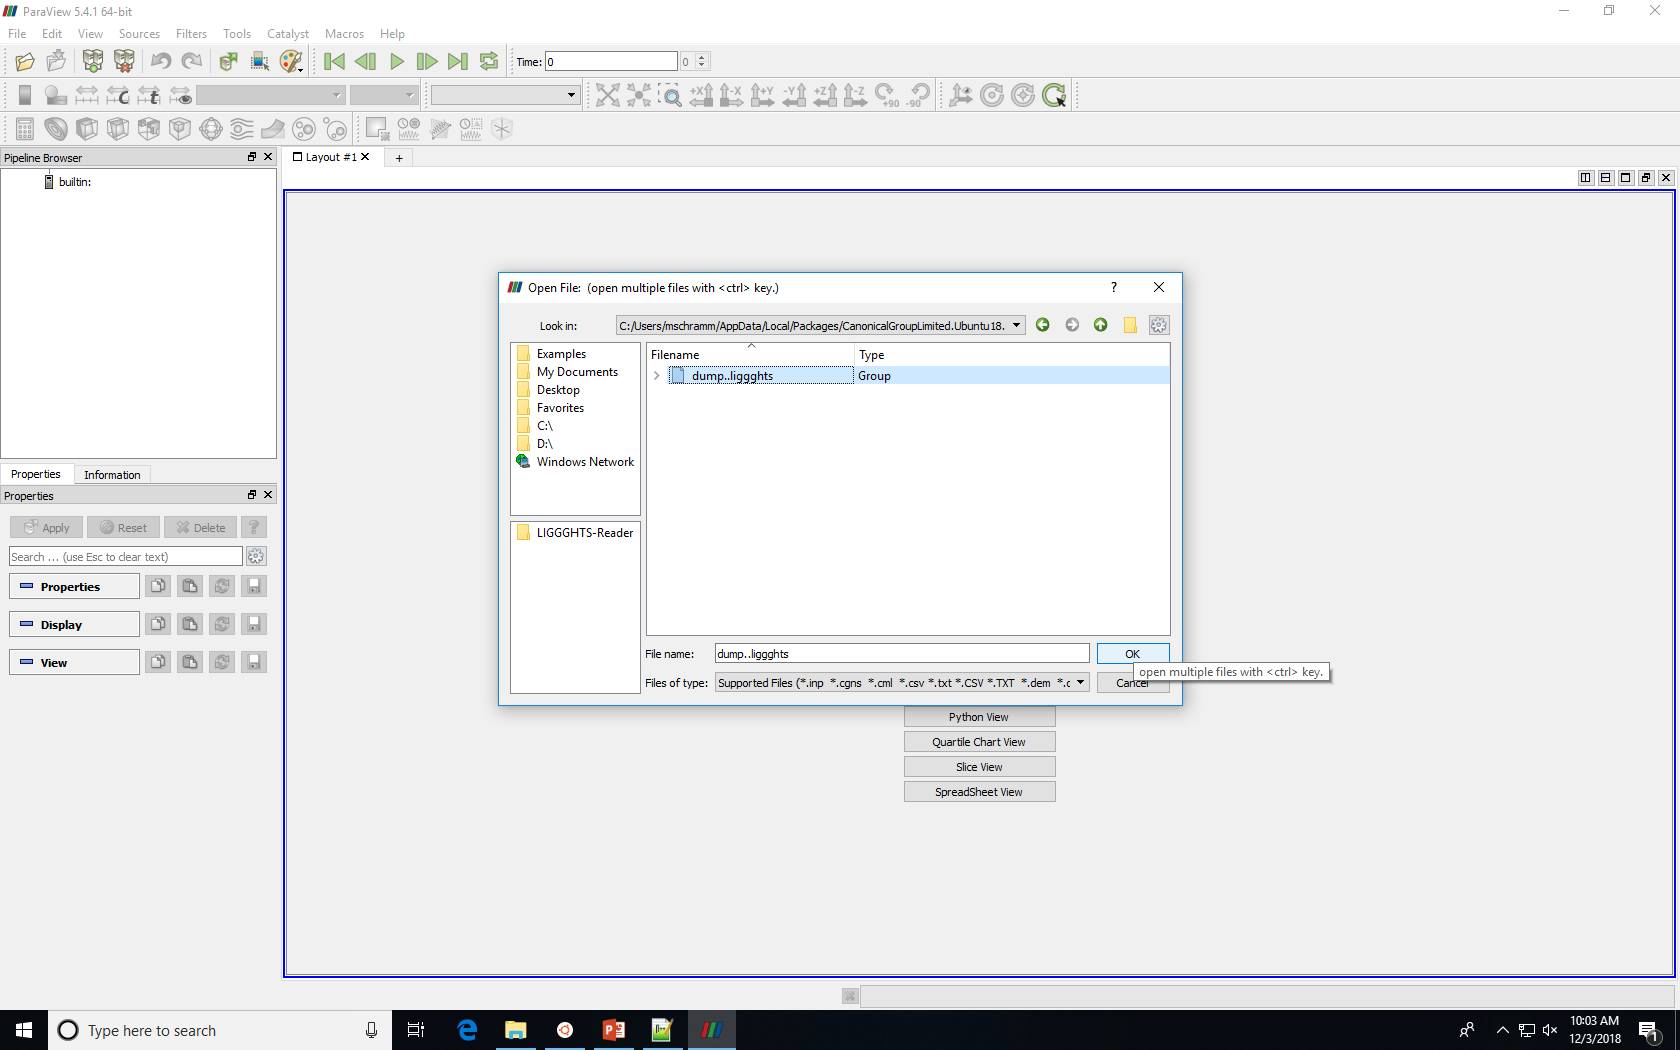 ParaView 5.4.1 64-bit
File Edit View Sources Filters Tools Catalyst Macros Help
Time: 0 0
+X -X +Y -Y +Z -Z +90 -90
Pipeline Browser
Layout #1
+
builtin:
Open File: (open multiple files with <ctrl> key.)
?
Look in: C:/Users/mschramm/AppData/Local/Packages/CanonicalGroupLimited.Ubuntu18.
Examples
My Documents
Desktop
Favorites
C:\
D:\
Windows Network
LIGGGHTS-Reader
Filename Type
dump..liggghts Group
File name: dump..liggghts OK
open multiple files with <ctrl> key.
Files of type: Supported Files (*.inp *.cgns *.cml *.csv *.txt *.CSV *.TXT *.dem *.c Cancel
Properties Information
Properties
Apply Reset Delete ?
Search ... (use Esc to clear text)
Properties
Display
View
Python View
Quartile Chart View
Slice View
SpreadSheet View
Type here to search
10:03 AM
12/3/2018
1